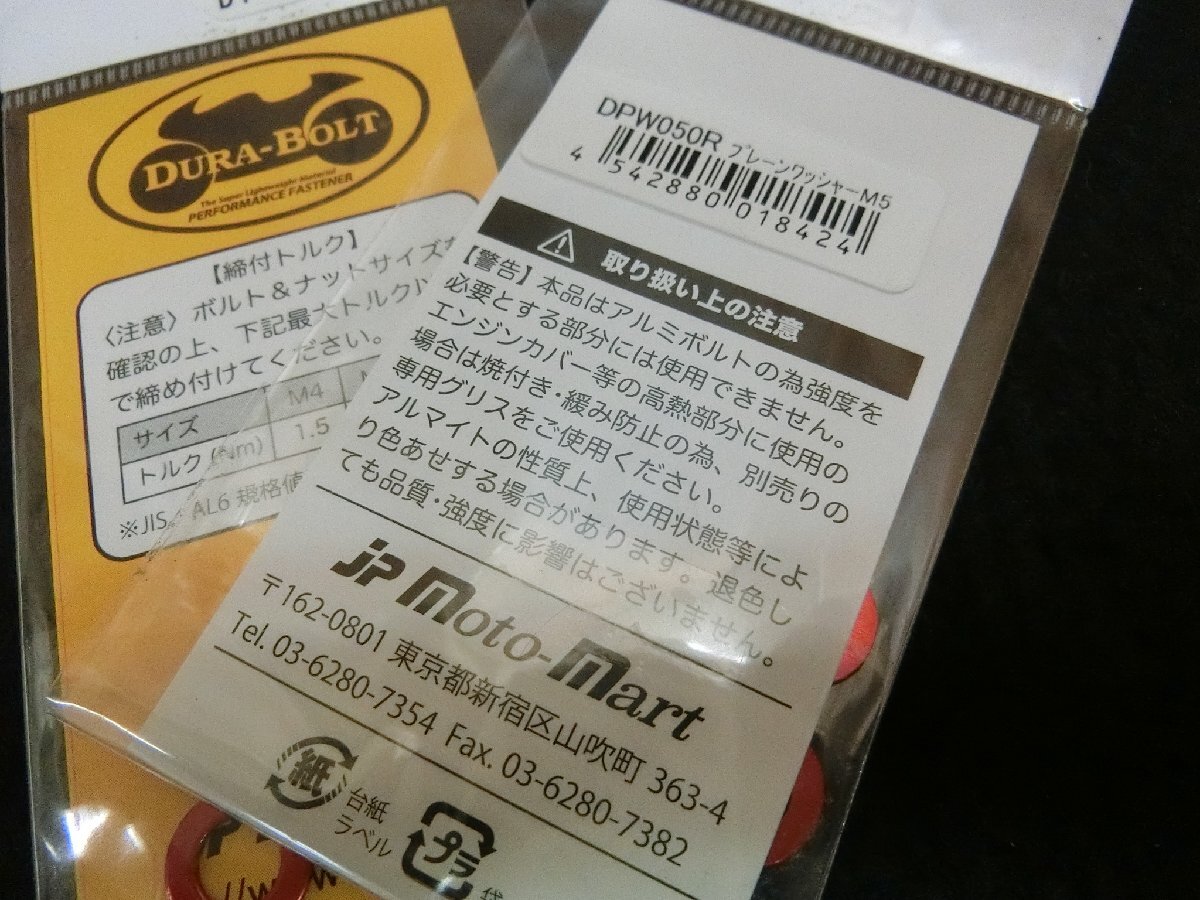 DURA-BOLT
The Super Lightweight Material
PERFORMANCE FASTENER
【締付トルク】
〈注意〉ボルト＆ナットサイズ
確認の上、下記最大トルク
で締め付けてください。
サイズ M4
トルク(Nm) 1.5
※JIS AL6 規格値
DPW050R プレーンワッシャーM5
4 542880 018424
取り扱い上の注意
【警告】本品はアルミボルトの為強度を
必要とする部分には使用できません。
エンジンカバー等の高熱部分に使用の
場合は焼付き・緩み防止の為、別売りの
専用グリスをご使用ください。
アルマイトの性質上、使用状態等によ
り色あせする場合があります。退色し
ても品質・強度に影響はございません。
JP Moto-Mart
〒162-0801 東京都新宿区山吹町 363-4
Tel. 03-6280-7354 Fax. 03-6280-7382
紙
台紙
ラベル
プラ